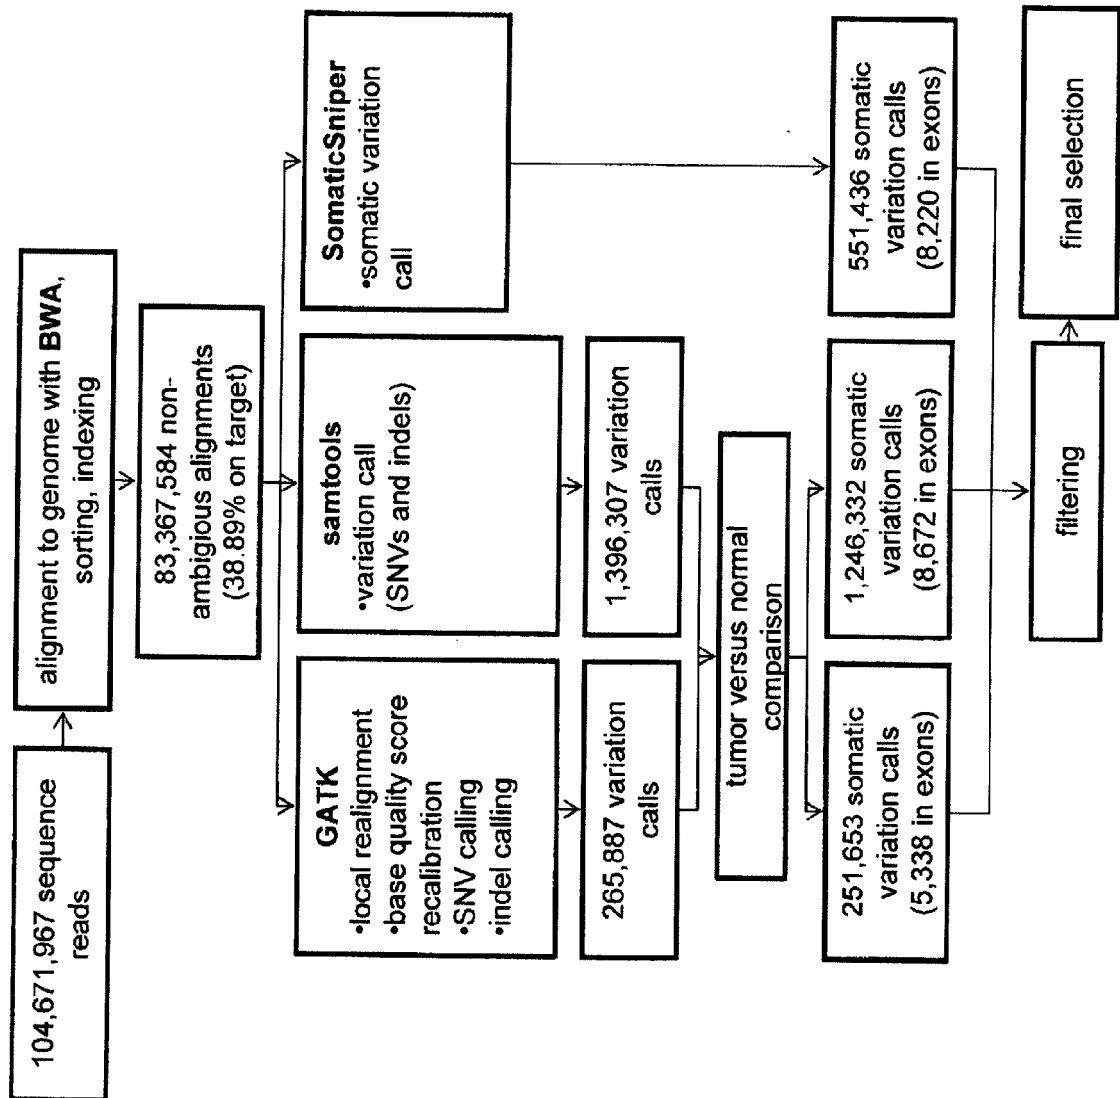 104,671,967 sequence
reads
alignment to genome with BWA,
sorting, indexing
83,367,584 non-
ambigious alignments
(38.89% on target)
GATK
•local realignment
•base quality score
recalibration
•SNV calling
•indel calling
samtools
•variation call
(SNVs and indels)
SomaticSniper
•somatic variation
call
265,887 variation
calls
1,396,307 variation
calls
tumor versus normal
comparison
251,653 somatic
variation calls
(5,338 in exons)
1,246,332 somatic
variation calls
(8,672 in exons)
551,436 somatic
variation calls
(8,220 in exons)
filtering
final selection